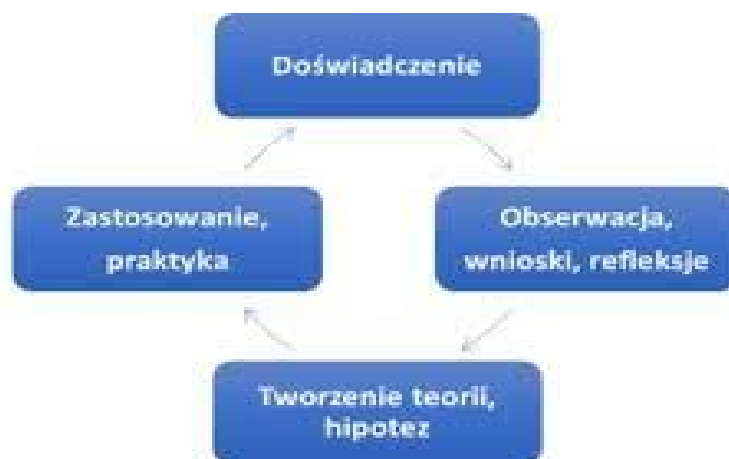 Doświadczenie
Obserwacja,
wnioski, refleksje
Tworzenie teorii,
hipotez
Zastosowanie,
praktyka